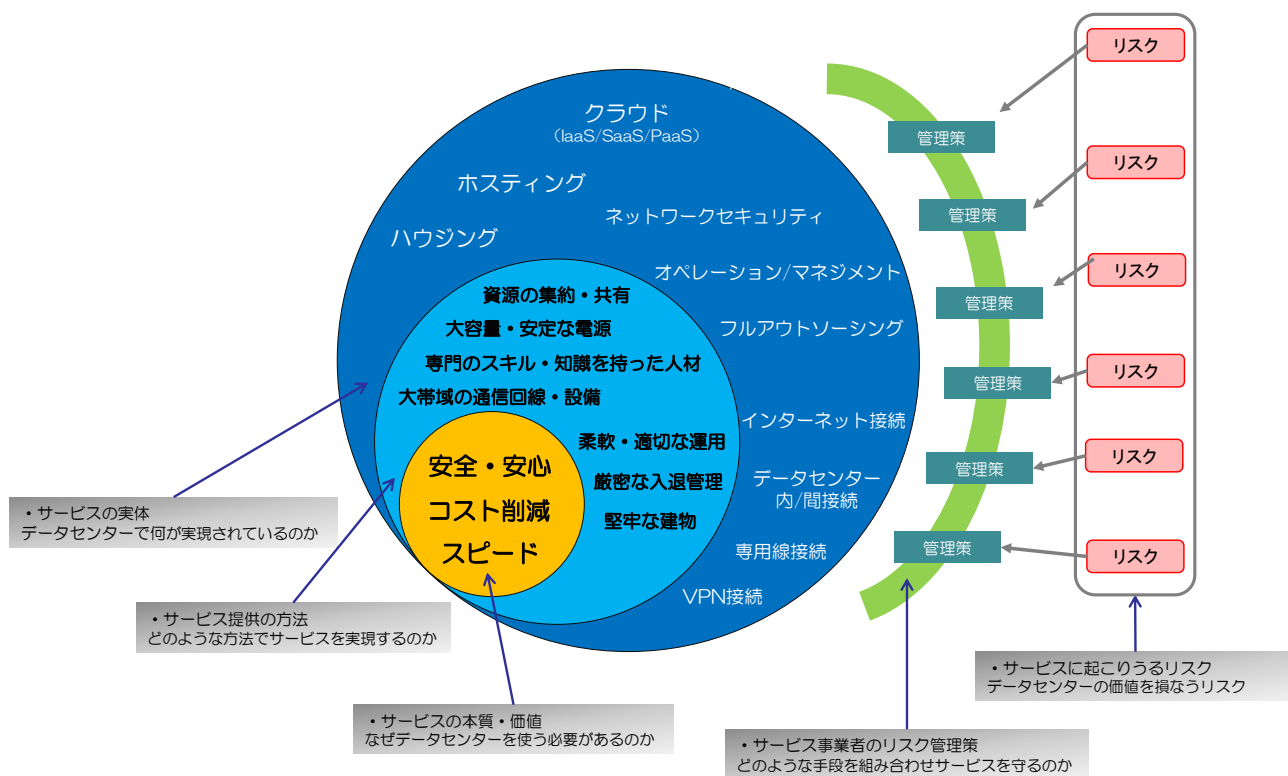 クラウド
（IaaS/SaaS/PaaS）
ホスティング
ハウジング
ネットワークセキュリティ
オペレーション/マネジメント
フルアウトソーシング
インターネット接続
データセンター
内/間接続
専用線接続
VPN接続
資源の集約・共有
大容量・安定な電源
専門のスキル・知識を持った人材
大帯域の通信回線・設備
柔軟・適切な運用
厳密な入退管理
堅牢な建物
安全・安心
コスト削減
スピード
管理策
管理策
管理策
管理策
管理策
管理策
リスク
リスク
リスク
リスク
リスク
リスク
・サービスの実体
データセンターで何が実現されているのか
・サービス提供の方法
どのような方法でサービスを実現するのか
・サービスの本質・価値
なぜデータセンターを使う必要があるのか
・サービス事業者のリスク管理策
どのような手段を組み合わせサービスを守るのか
・サービスに起こりうるリスク
データセンターの価値を損なうリスク